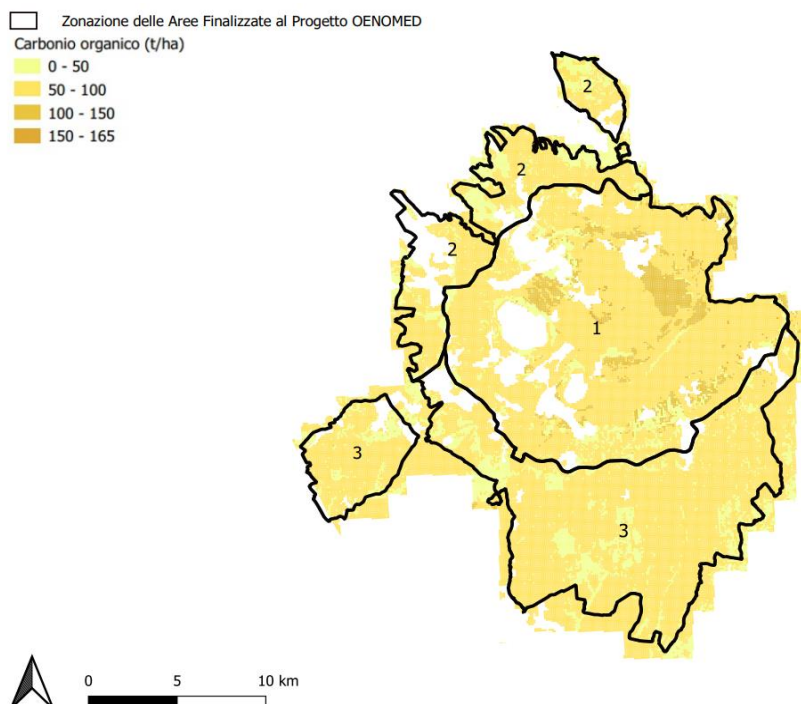 Zonazione delle Aree Finalizzate al Progetto OENOMED
Carbonio organico (t/ha)
0 - 50
50 - 100
100 - 150
150 - 165
2
2
2
1
3
3
0 5 10 km